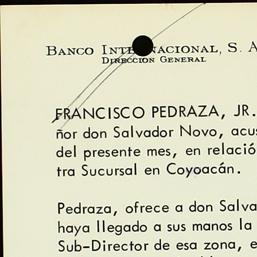 BANCO INTERNACIONAL, S. A
DIRECCION GENERAL
FRANCISCO PEDRAZA, JR.
ñor don Salvador Novo, acus
del presente mes, en relació
tra Sucursal en Coyoacán.
Pedraza, ofrece a don Salva
haya llegado a sus manos la
Sub-Director de esa zona, e